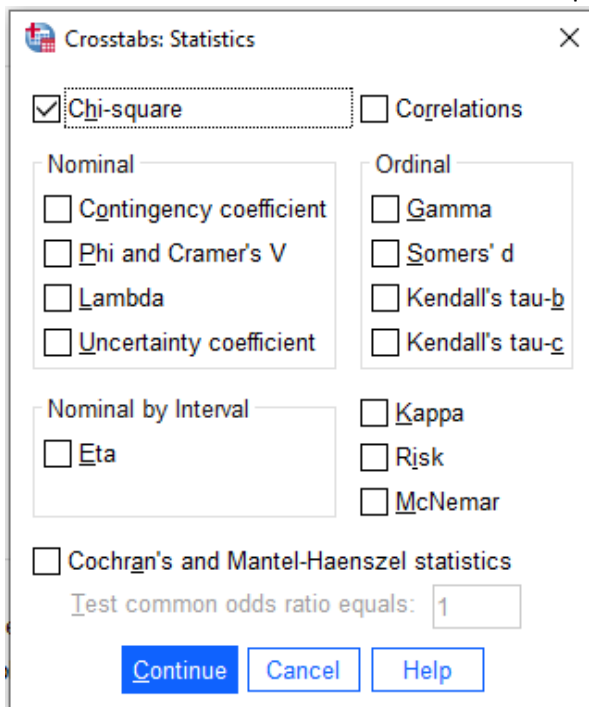 Crosstabs: Statistics
Chi-square
Correlations
Nominal
Contingency coefficient
Phi and Cramer's V
Lambda
Uncertainty coefficient
Ordinal
Gamma
Somers' d
Kendall's tau-b
Kendall's tau-c
Nominal by Interval
Eta
Kappa
Risk
McNemar
Cochran's and Mantel-Haenszel statistics
Test common odds ratio equals: 1
Continue Cancel Help